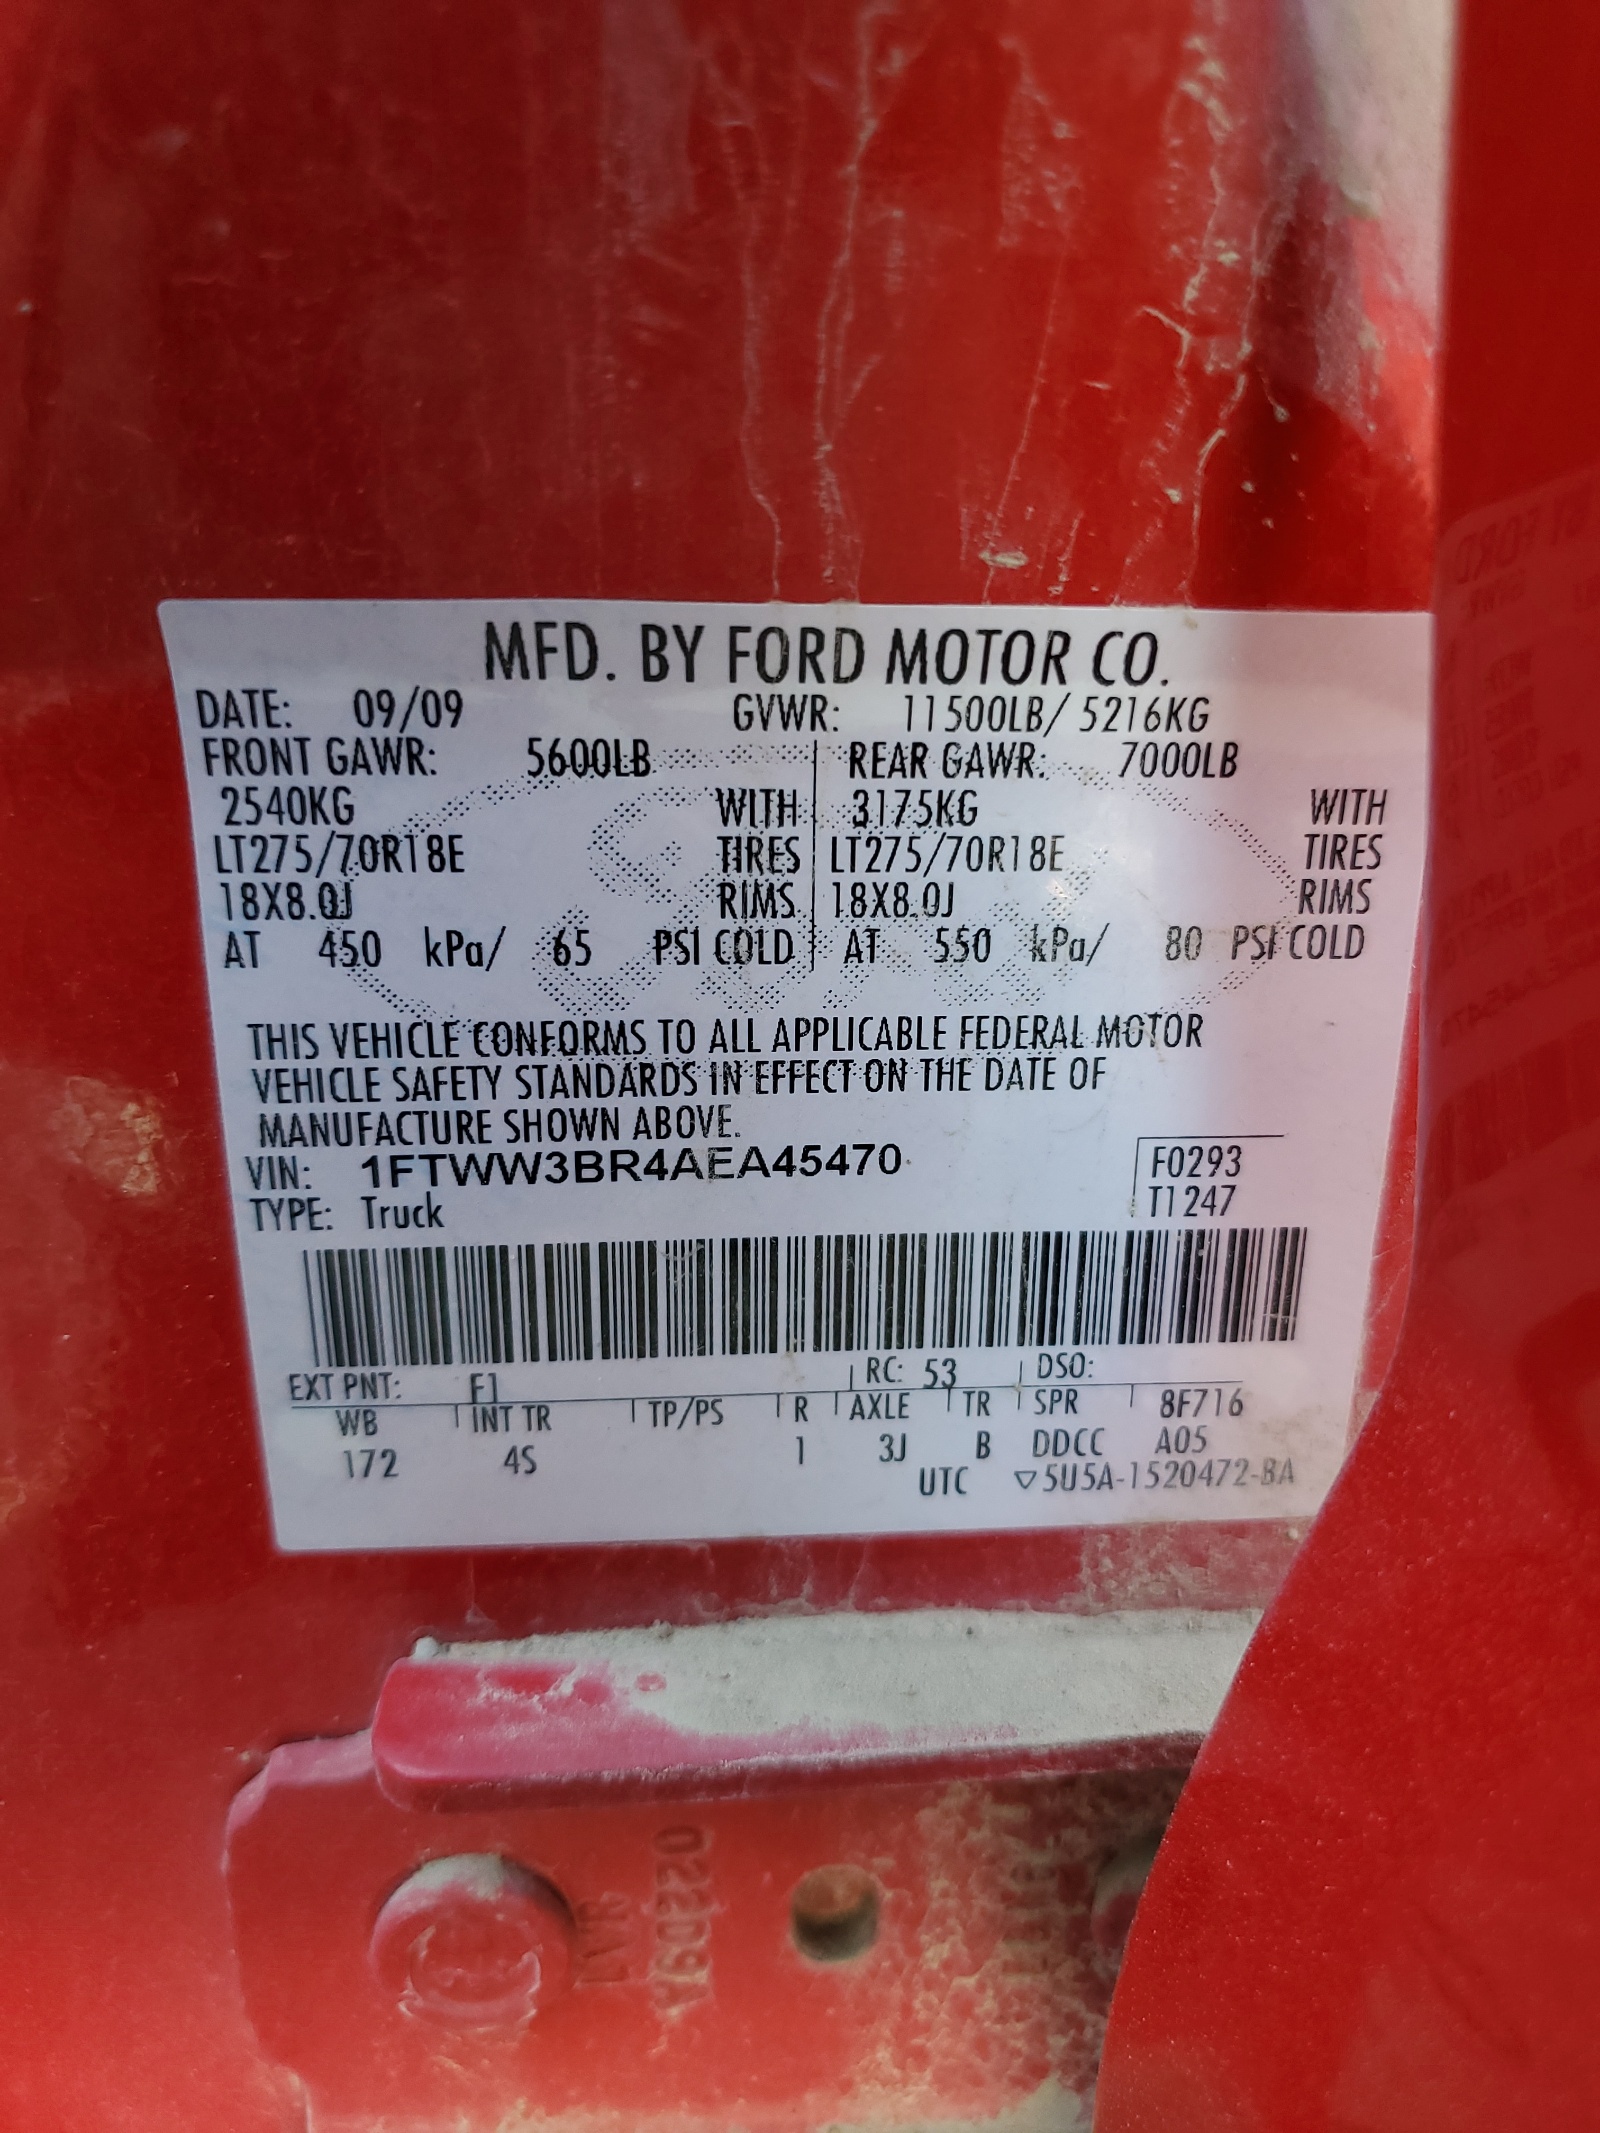 MFD. BY FORD MOTOR CO.
DATE: 09/09 GVWR: 11500LB/ 5216KG
FRONT GAWR: 5600LB REAR GAWR: 7000LB
2540KG WITH 3175KG WITH
LT275/70R18E TIRES LT275/70R18E TIRES
18X8.0J RIMS 18X8.0J RIMS
AT 450 kPa/ 65 PSI COLD AT 550 kPa/ 80 PSI COLD
THIS VEHICLE CONFORMS TO ALL APPLICABLE FEDERAL MOTOR
VEHICLE SAFETY STANDARDS IN EFFECT ON THE DATE OF
MANUFACTURE SHOWN ABOVE.
VIN: 1FTWW3BR4AEA45470 F0293
TYPE: Truck T1247
EXT PNT: F1 RC: 53 DSO:
WB INT TR TP/PS R AXLE TR SPR 8F716
172 4S 1 3J B DDCC A05
UTC ▽5U5A-1520472-BA